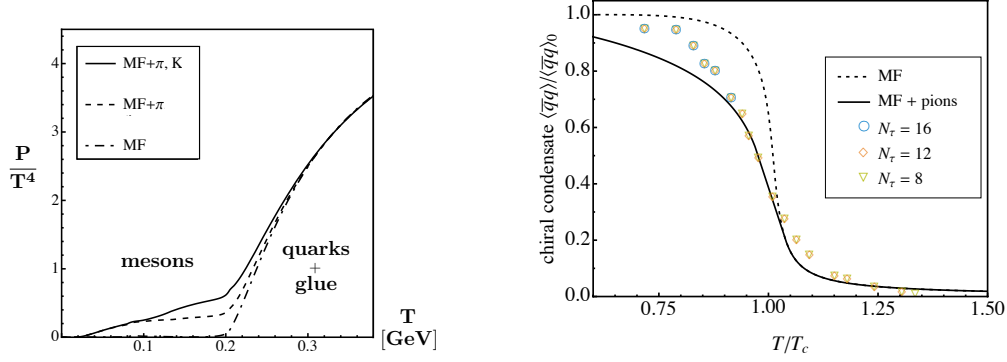 MF+π, K
MF+π
MF
P
T⁴
4
2
1
0
0.1
0.2
0.3
mesons
quarks
+
glue
T
[GeV]
chiral condensate ⟨q̅q⟩/⟨q̅q⟩₀
1.0
0.8
0.6
0.4
0.2
0.0
0.75
1.00
1.25
1.50
T/T_c
MF
MF + pions
N_τ = 16
N_τ = 12
N_τ = 8